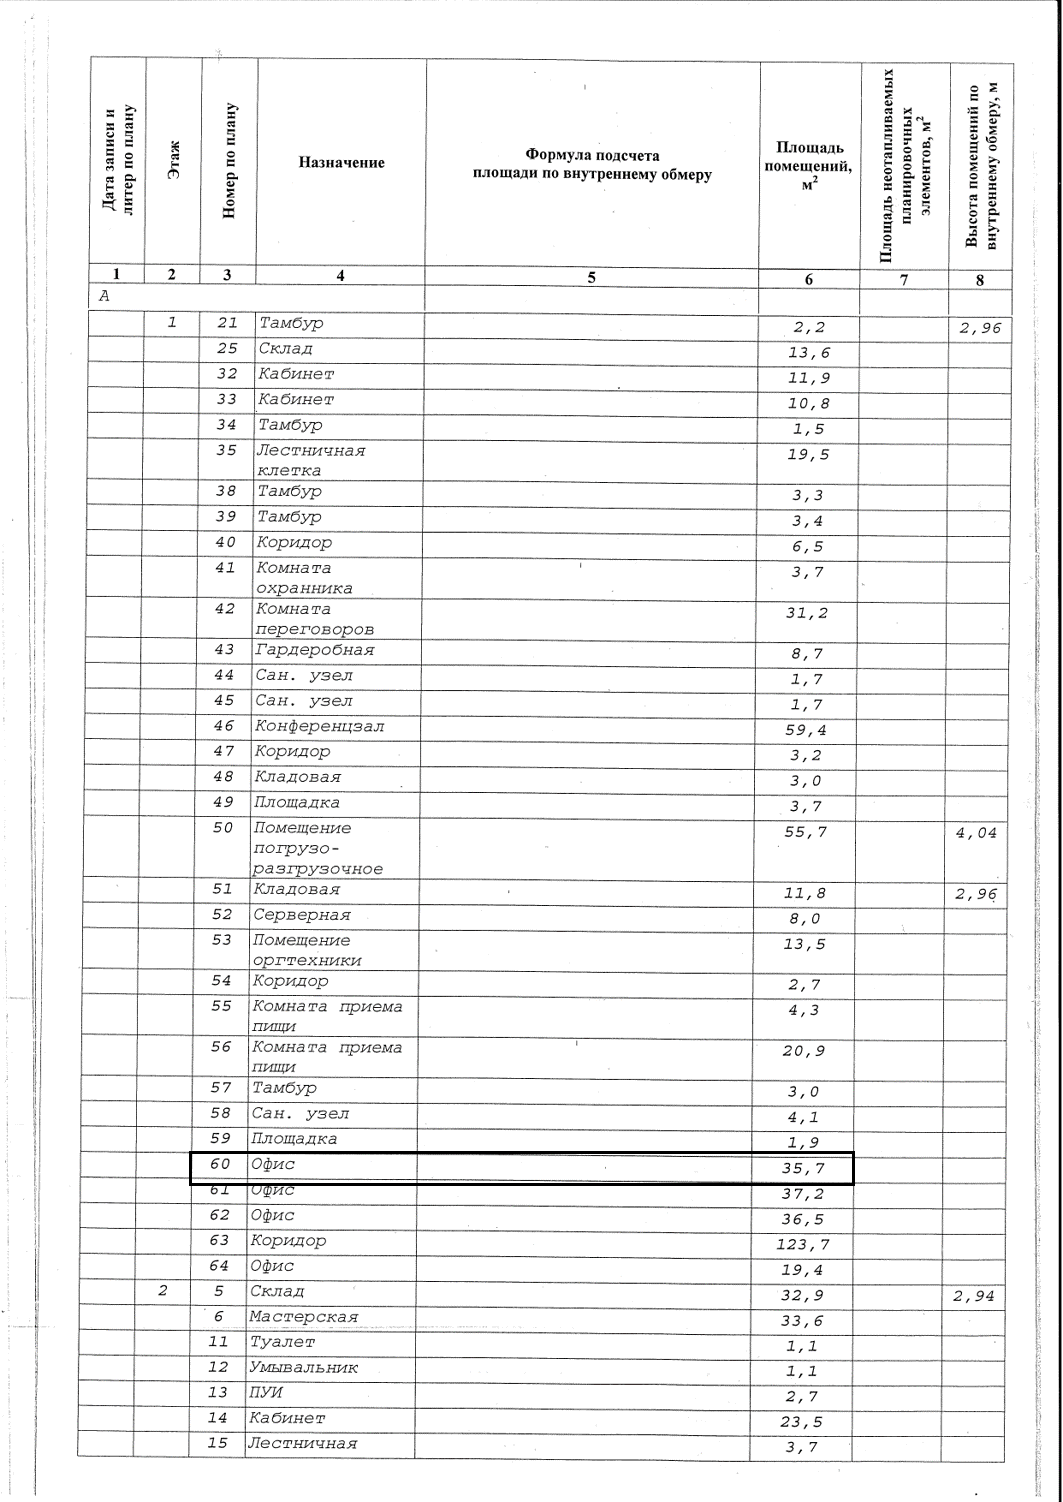 Дата записи и литер по плану | Этаж | Номер по плану | Назначение | Формула подсчета площади по внутреннему обмеру | Площадь помещений, м² | Площадь неотапливаемых планировочных элементов, м² | Высота помещений по внутреннему обмеру, м
1 2 3 4 5 6 7 8
А
1 21 Тамбур 2,2 2,96
25 Склад 13,6
32 Кабинет 11,9
33 Кабинет 10,8
34 Тамбур 1,5
35 Лестничная 19,5
клетка
38 Тамбур 3,3
39 Тамбур 3,4
40 Коридор 6,5
41 Комната 3,7
охранника
42 Комната 31,2
переговоров
43 Гардеробная 8,7
44 Сан. узел 1,7
45 Сан. узел 1,7
46 Конференцзал 59,4
47 Коридор 3,2
48 Кладовая 3,0
49 Площадка 3,7
50 Помещение 55,7 4,04
погрузо-
разгрузочное
51 Кладовая 11,8 2,96
52 Серверная 8,0
53 Помещение 13,5
оргтехники
54 Коридор 2,7
55 Комната приема 4,3
пищи
56 Комната приема 20,9
пищи
57 Тамбур 3,0
58 Сан. узел 4,1
59 Площадка 1,9
60 Офис 35,7
61 Офис 37,2
62 Офис 36,5
63 Коридор 123,7
64 Офис 19,4
2 5 Склад 32,9 2,94
6 Мастерская 33,6
11 Туалет 1,1
12 Умывальник 1,1
13 ПУИ 2,7
14 Кабинет 23,5
15 Лестничная 3,7